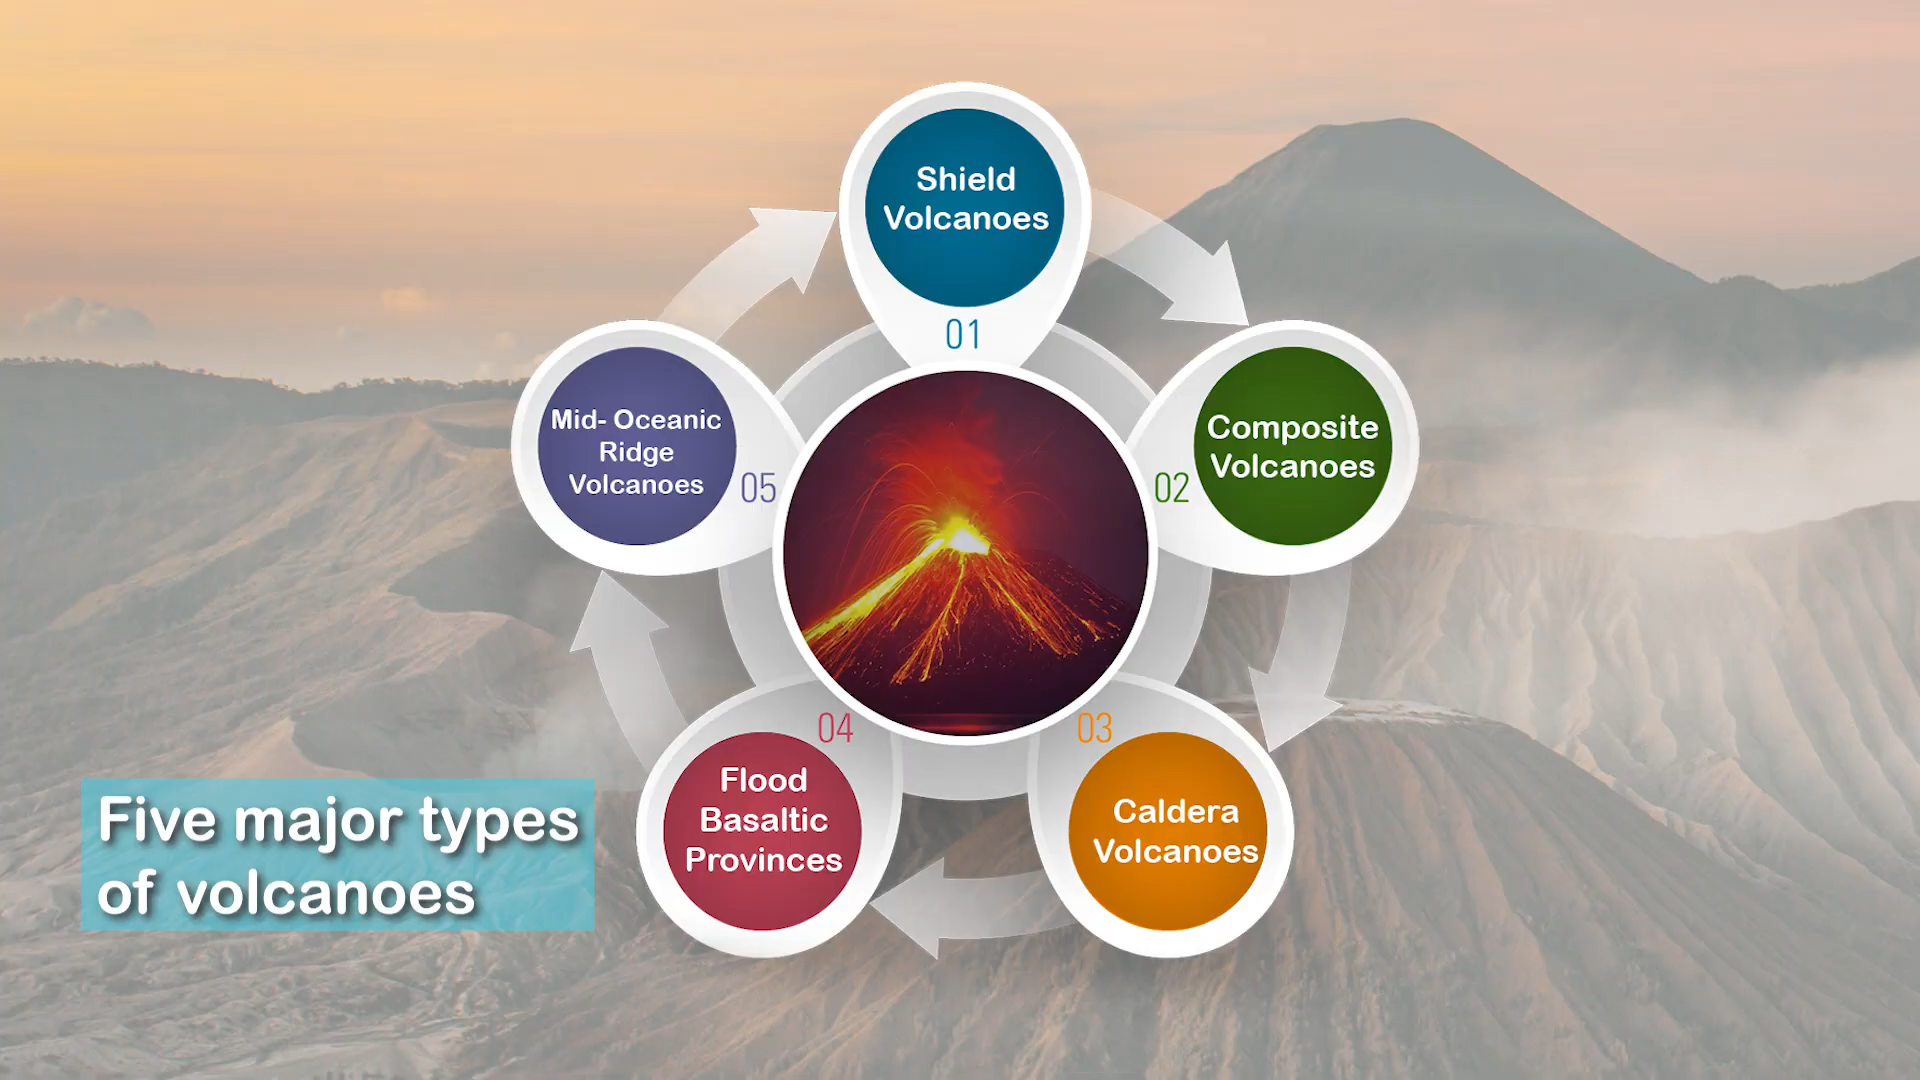 Shield
Volcanoes
01
Composite
Volcanoes
02
03
Caldera
Volcanoes
04
Flood
Basaltic
Provinces
Mid- Oceanic
Ridge
Volcanoes
05
Five major types
of volcanoes